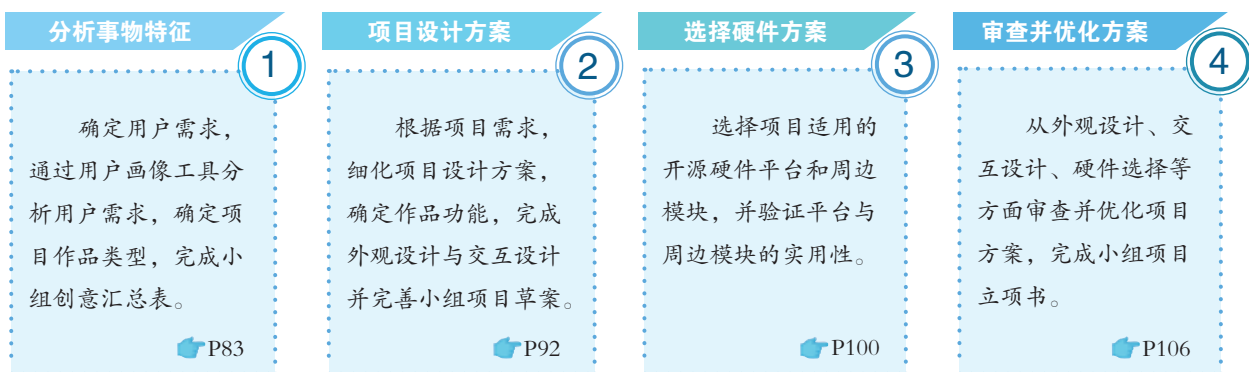 分析事物特征
1
确定用户需求，
通过用户画像工具分
析用户需求，确定项
目作品类型，完成小
组创意汇总表。
P83
项目设计方案
2
根据项目需求，
细化项目设计方案，
确定作品功能，完成
外观设计与交互设计
并完善小组项目草案。
P92
选择硬件方案
3
选择项目适用的
开源硬件平台和周边
模块，并验证平台与
周边模块的实用性。
P100
审查并优化方案
4
从外观设计、交
互设计、硬件选择等
方面审查并优化项目
方案，完成小组项目
立项书。
P106